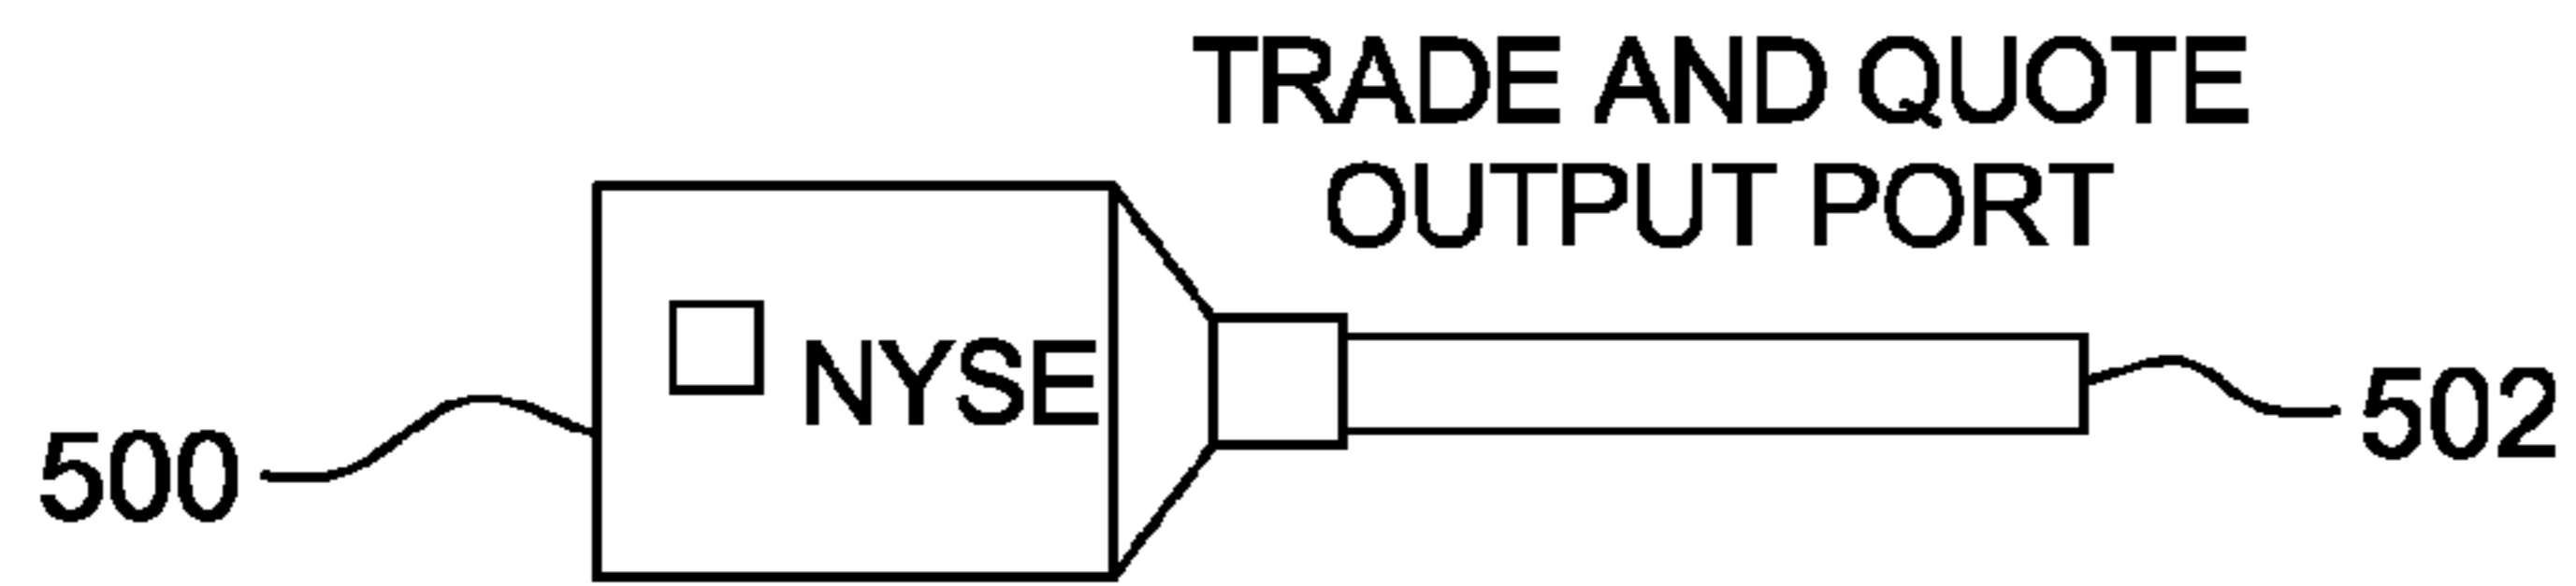 TRADE AND QUOTE
OUTPUT PORT
NYSE
500
502